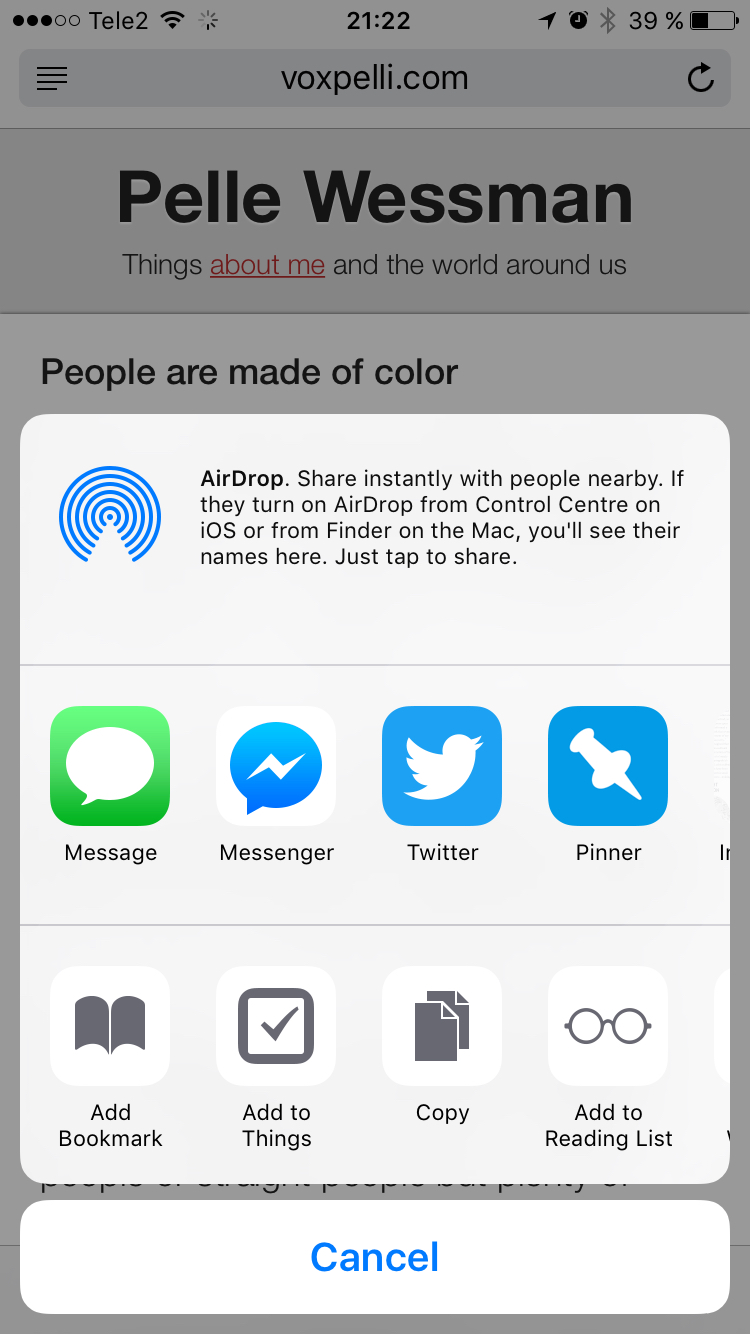 Tele2 21:22 39 %
voxpelli.com
Pelle Wessman
Things about me and the world around us
People are made of color
AirDrop. Share instantly with people nearby. If
they turn on AirDrop from Control Centre on
iOS or from Finder on the Mac, you'll see their
names here. Just tap to share.
Message Messenger Twitter Pinner
Add Add to Copy Add to
Bookmark Things Reading List
Cancel